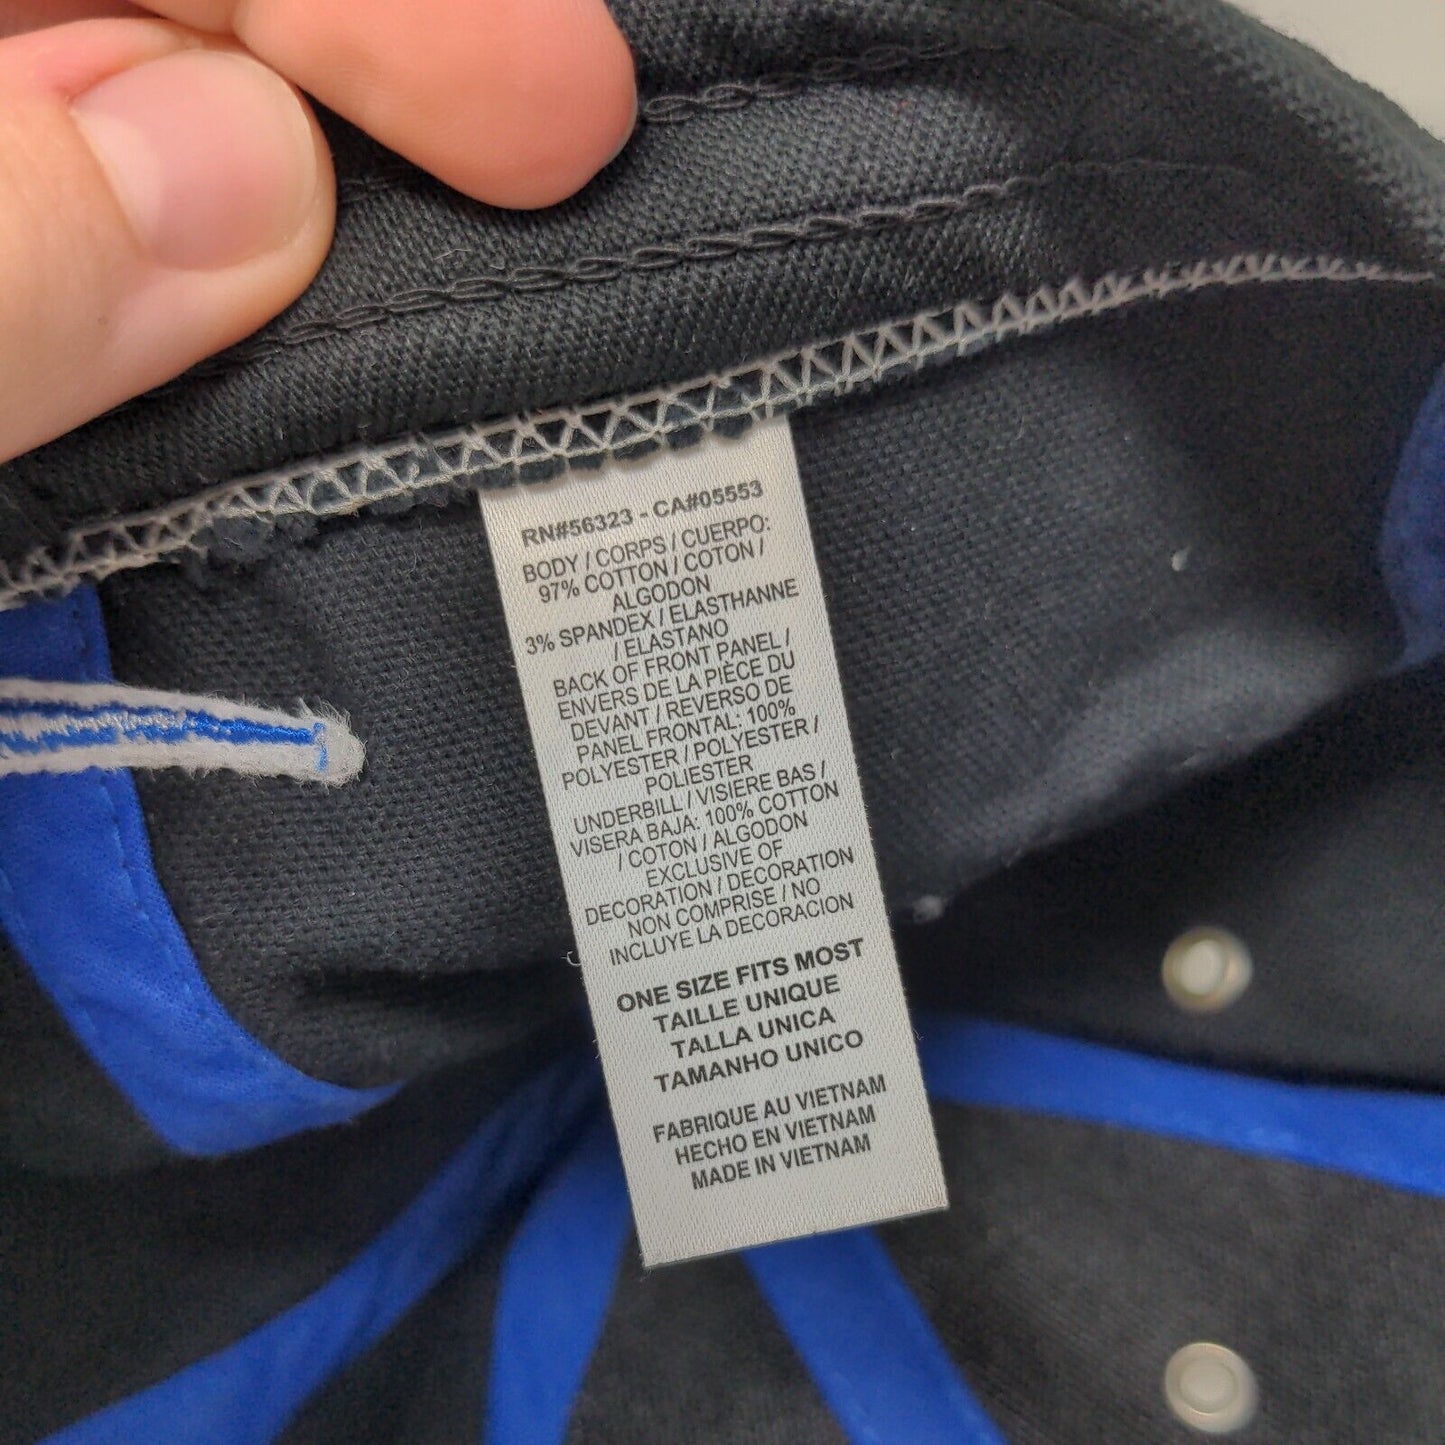 RN#56323 - CA#05553
BODY / CORPS / CUERPO:
97% COTTON / COTON /
ALGODON
3% SPANDEX / ELASTHANNE
/ ELASTANO
BACK OF FRONT PANEL /
ENVERS DE LA PIÈCE DU
DEVANT / REVERSO DE
PANEL FRONTAL: 100%
POLYESTER / POLYESTER /
POLIESTER
UNDERBILL / VISIERE BAS /
VISERA BAJA: 100% COTTON
/ COTON / ALGODON
EXCLUSIVE OF
DECORATION / DECORATION
NON COMPRISE / NO
INCLUYE LA DECORACION
ONE SIZE FITS MOST
TAILLE UNIQUE
TALLA UNICA
TAMANHO UNICO
FABRIQUE AU VIETNAM
HECHO EN VIETNAM
MADE IN VIETNAM